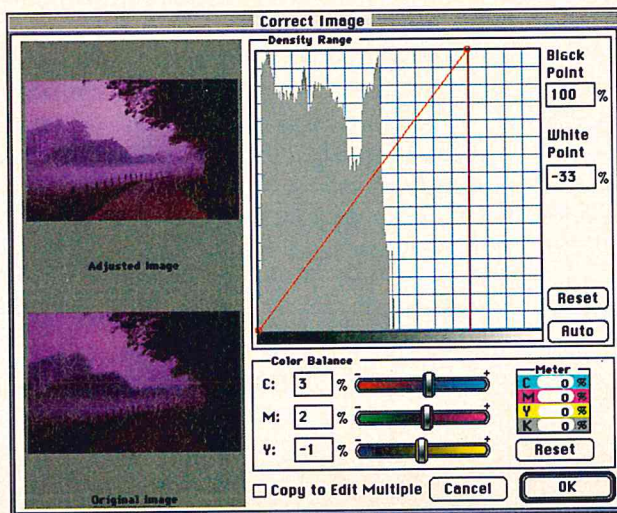 Correct Image
Density Range
Black Point
100 %
White Point
-33 %
Reset
Auto
Adjusted Image
Original Image
Color Balance
C: 3 % - +
M: 2 % - +
Y: -1 % - +
Meter
C 0 %
M 0 %
Y 0 %
K 0 %
Reset
Copy to Edit Multiple
Cancel
OK